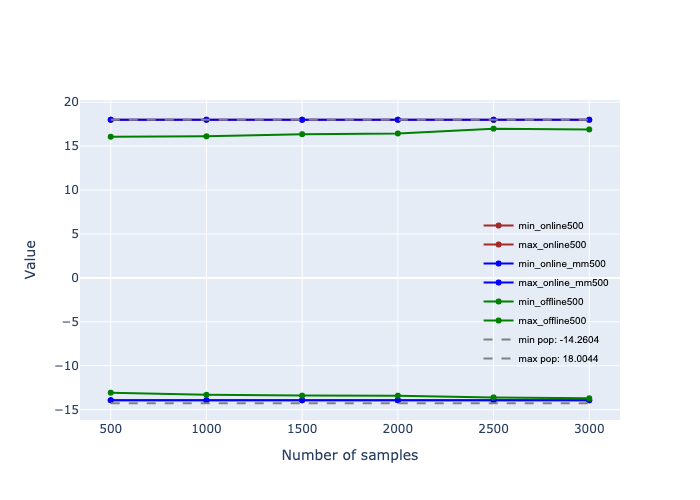 20
15
10
5
0
−5
−10
−15
Value
500
1000
1500
2000
2500
3000
Number of samples
min_online500
max_online500
min_online_mm500
max_online_mm500
min_offline500
max_offline500
min pop: -14.2604
max pop: 18.0044